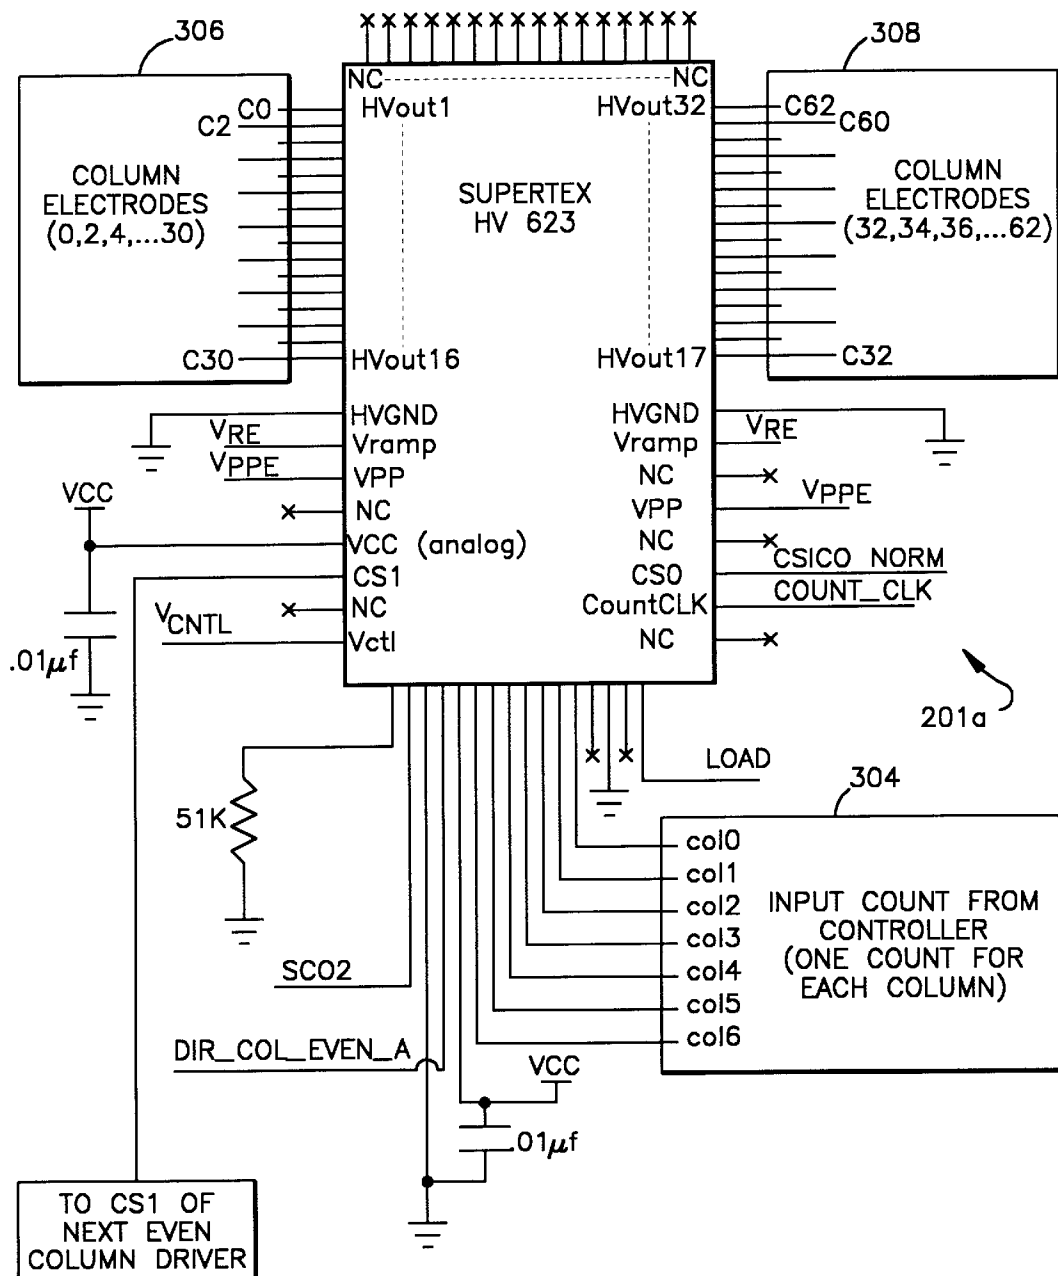 306
308
NC NC
C0 HVout1 HVout32 C62
C2 C60
COLUMN
ELECTRODES
(0,2,4,...30)
SUPERTEX
HV 623
COLUMN
ELECTRODES
(32,34,36,...62)
C30 HVout16 HVout17 C32
HVGND HVGND
VRE Vramp Vramp VRE
VPPE VPP NC
VCC NC VPP VPPE
VCC (analog) NC
CS1 CS0 CSICO NORM
NC CountCLK COUNT_CLK
VCNTL Vctl NC
.01μf
201a
LOAD
304
51K
col0
col1
col2
col3
col4
col5
col6
INPUT COUNT FROM
CONTROLLER
(ONE COUNT FOR
EACH COLUMN)
SCO2
DIR_COL_EVEN_A
VCC
.01μf
TO CS1 OF
NEXT EVEN
COLUMN DRIVER